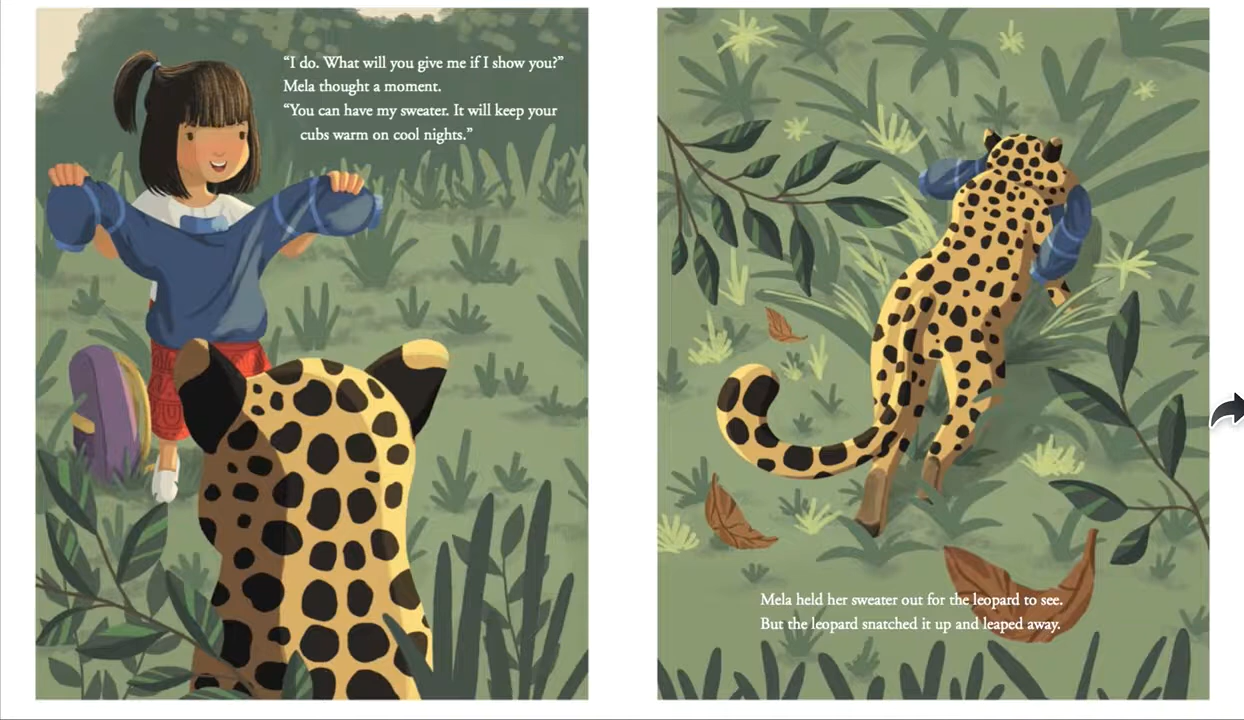 “I do. What will you give me if I show you?”
Mela thought a moment.
“You can have my sweater. It will keep your
cubs warm on cool nights.”
Mela held her sweater out for the leopard to see.
But the leopard snatched it up and leaped away.